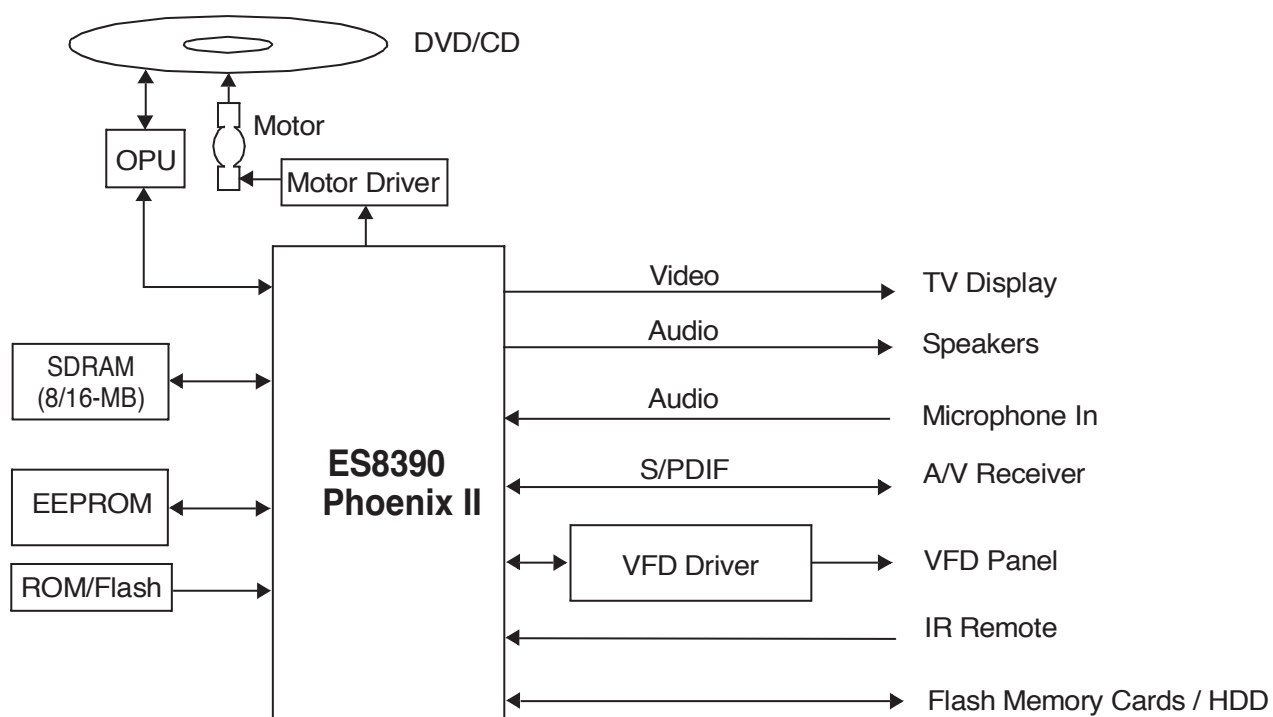 DVD/CD
Motor
OPU
Motor Driver
Video
TV Display
Audio
Speakers
SDRAM
(8/16-MB)
Audio
Microphone In
ES8390
Phoenix II
S/PDIF
A/V Receiver
EEPROM
VFD Driver
VFD Panel
ROM/Flash
IR Remote
Flash Memory Cards / HDD